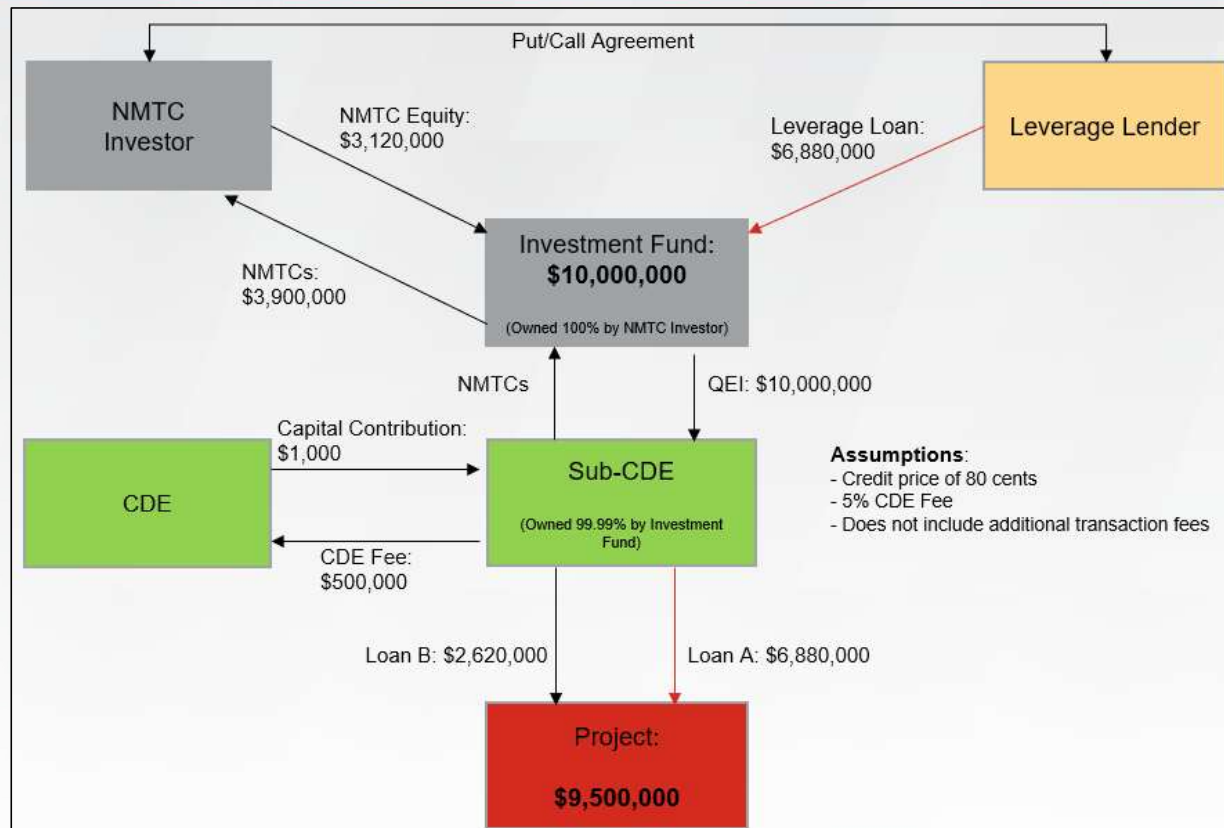 Put/Call Agreement
NMTC
Investor
NMTC Equity:
$3,120,000
Leverage Loan:
$6,880,000
Leverage Lender
Investment Fund:
$10,000,000
(Owned 100% by NMTC Investor)
NMTCs:
$3,900,000
NMTCs
QEI: $10,000,000
Capital Contribution:
$1,000
CDE
Sub-CDE
(Owned 99.99% by Investment
Fund)
CDE Fee:
$500,000
Assumptions:
- Credit price of 80 cents
- 5% CDE Fee
- Does not include additional transaction fees
Loan B: $2,620,000
Loan A: $6,880,000
Project:
$9,500,000